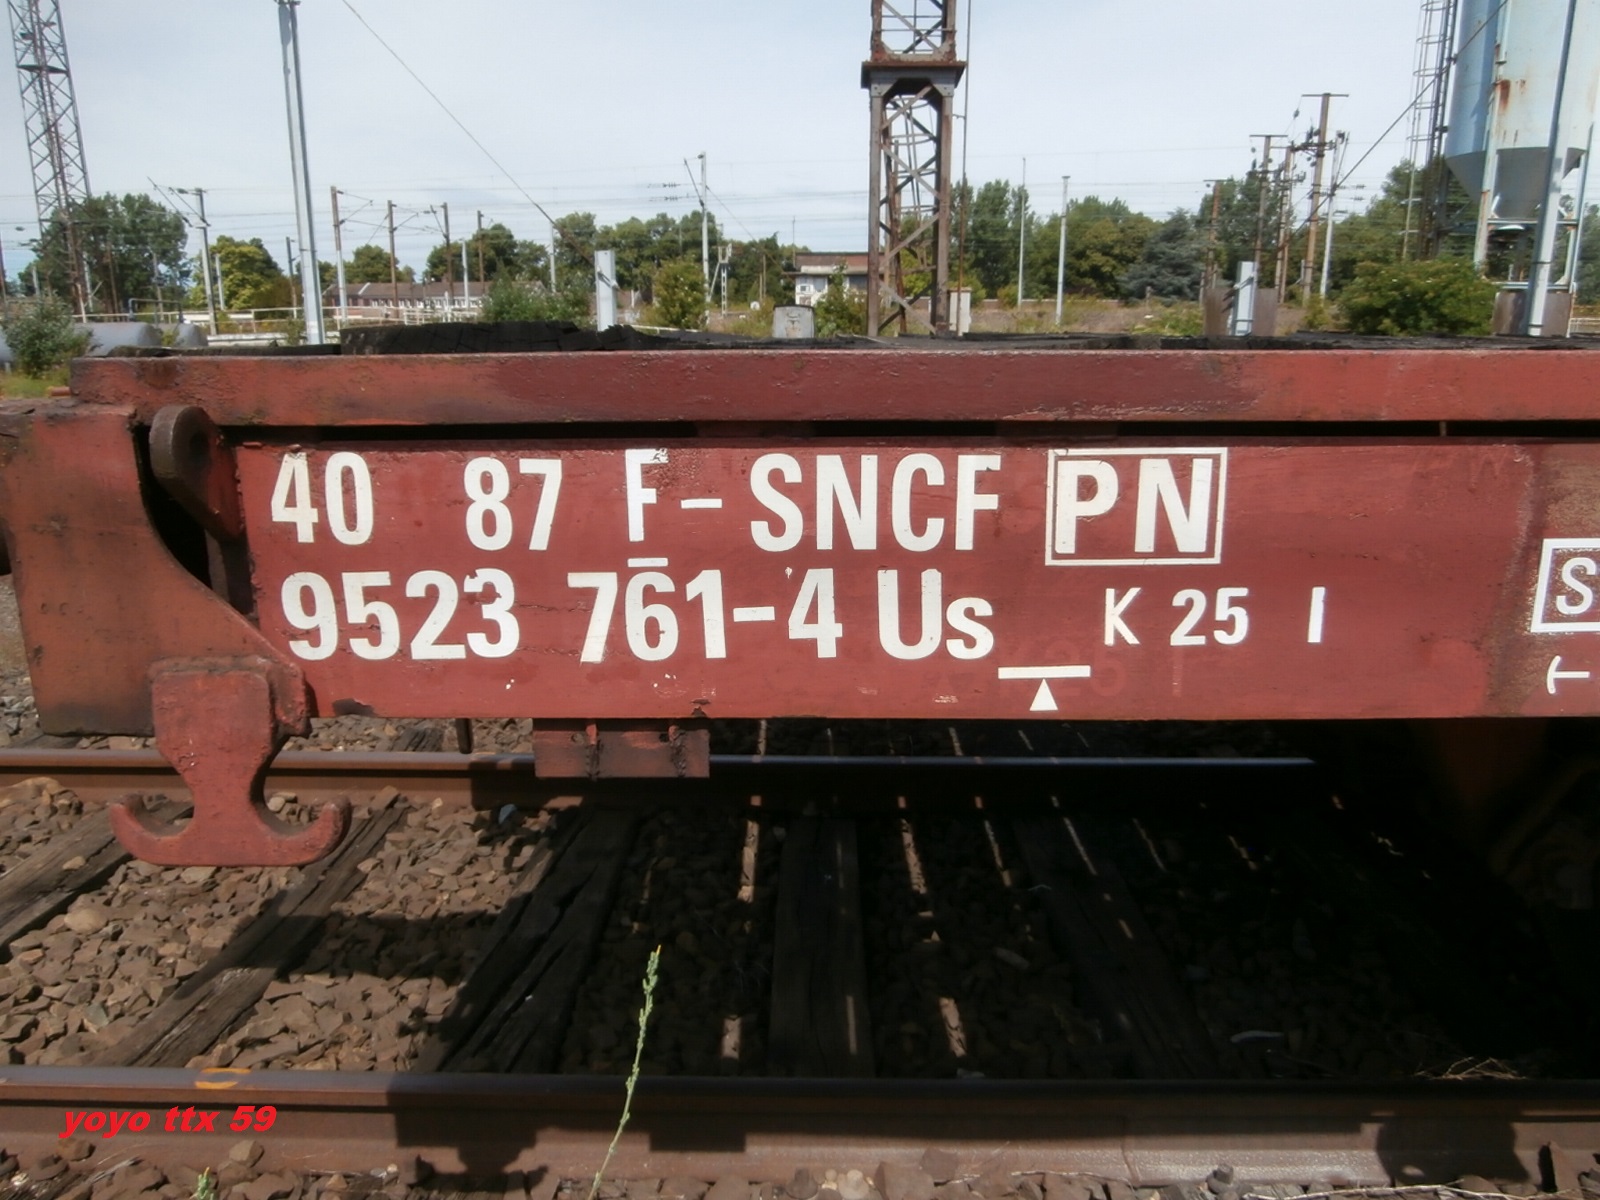 40 87 F-SNCF PN
9523 761-4 Us K 25 I
S
T
yoyo ttx 59